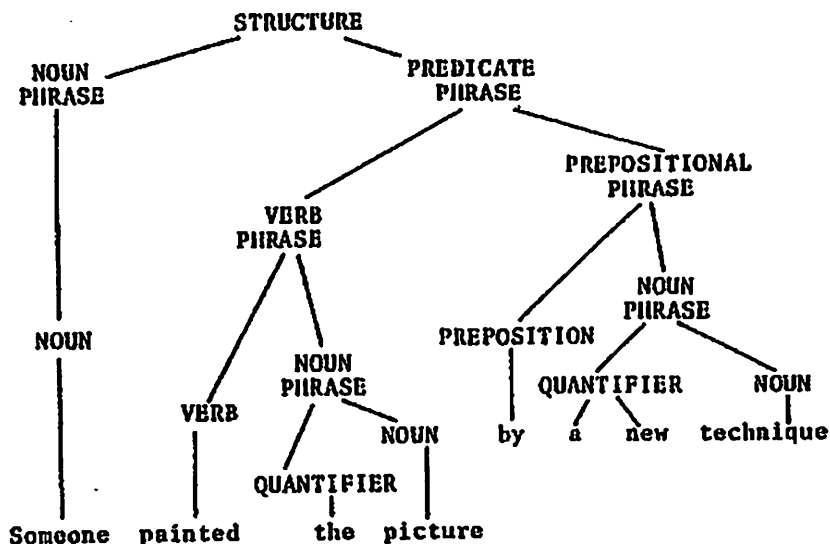 STRUCTURE
NOUN
PHRASE
PREDICATE
PHRASE
PREPOSITIONAL
PHRASE
VERB
PHRASE
NOUN
PHRASE
NOUN
PREPOSITION
NOUN
PHRASE
QUANTIFIER
NOUN
VERB
NOUN
by a new technique
QUANTIFIER
Someone painted the picture